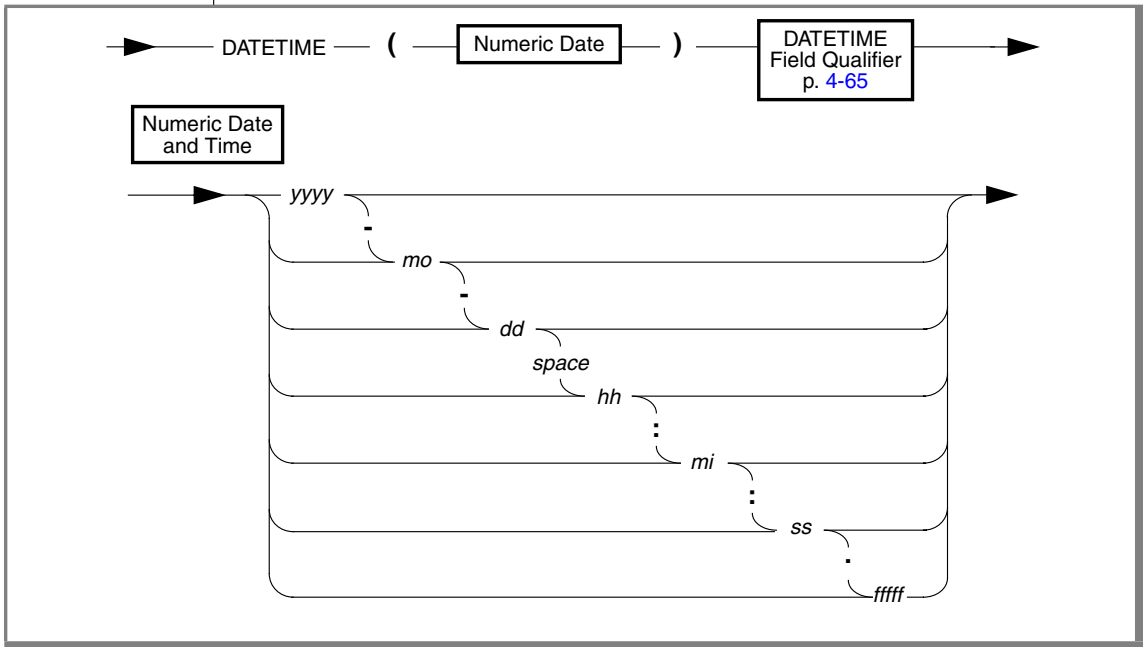 DATETIME ( Numeric Date ) DATETIME
Field Qualifier
p. 4-65
Numeric Date
and Time
yyyy
-
mo
-
dd
space
hh
:
mi
:
ss
.
fffff